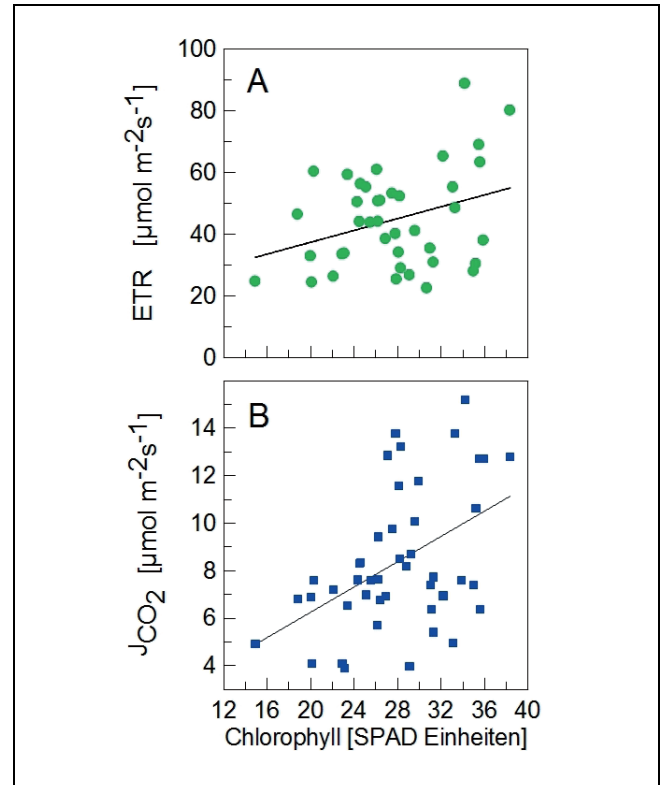 100
80
60
40
20
0
A
ETR [µmol m-2s-1]
14
12
10
8
6
4
B
JCO2 [µmol m-2s-1]
12 16 20 24 28 32 36 40
Chlorophyll [SPAD Einheiten]